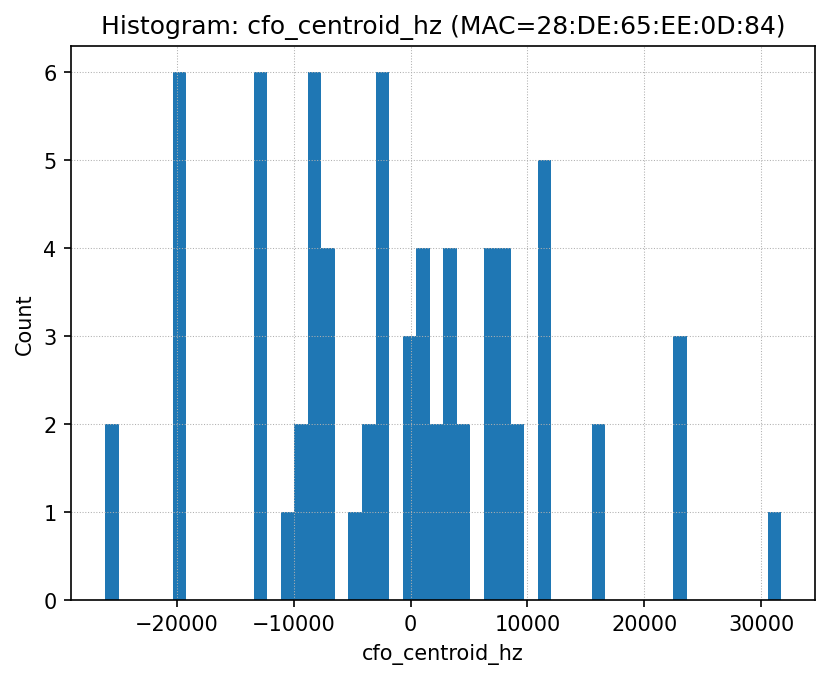 Histogram: cfo_centroid_hz (MAC=28:DE:65:EE:0D:84)
6
5
4
3
2
1
0
Count
−20000 −10000 0 10000 20000 30000
cfo_centroid_hz